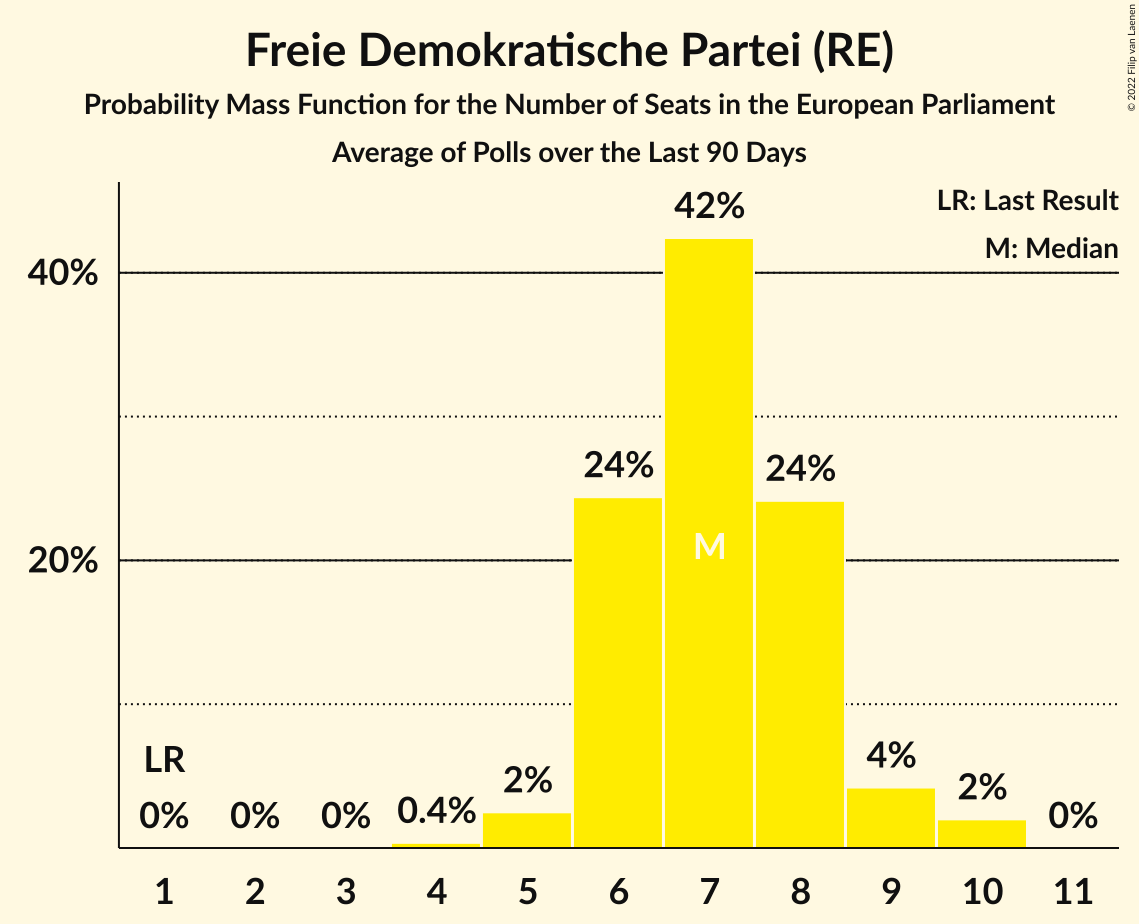 Freie Demokratische Partei (RE)
Probability Mass Function for the Number of Seats in the European Parliament
Average of Polls over the Last 90 Days
© 2022 Filip van Laenen
LR: Last Result
M: Median
42%
40%
24%
24%
M
20%
LR
0%
0%
0%
0.4%
2%
4%
2%
0%
1 2 3 4 5 6 7 8 9 10 11